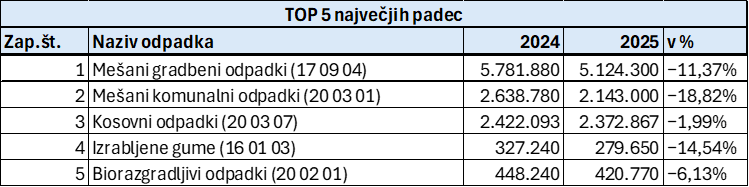 TOP 5 največjih padec
Zap.št. Naziv odpadka 2024 2025 v %
1 Mešani gradbeni odpadki (17 09 04) 5.781.880 5.124.300 −11,37%
2 Mešani komunalni odpadki (20 03 01) 2.638.780 2.143.000 −18,82%
3 Kosovni odpadki (20 03 07) 2.422.093 2.372.867 −1,99%
4 Izrabljene gume (16 01 03) 327.240 279.650 −14,54%
5 Biorazgradljivi odpadki (20 02 01) 448.240 420.770 −6,13%